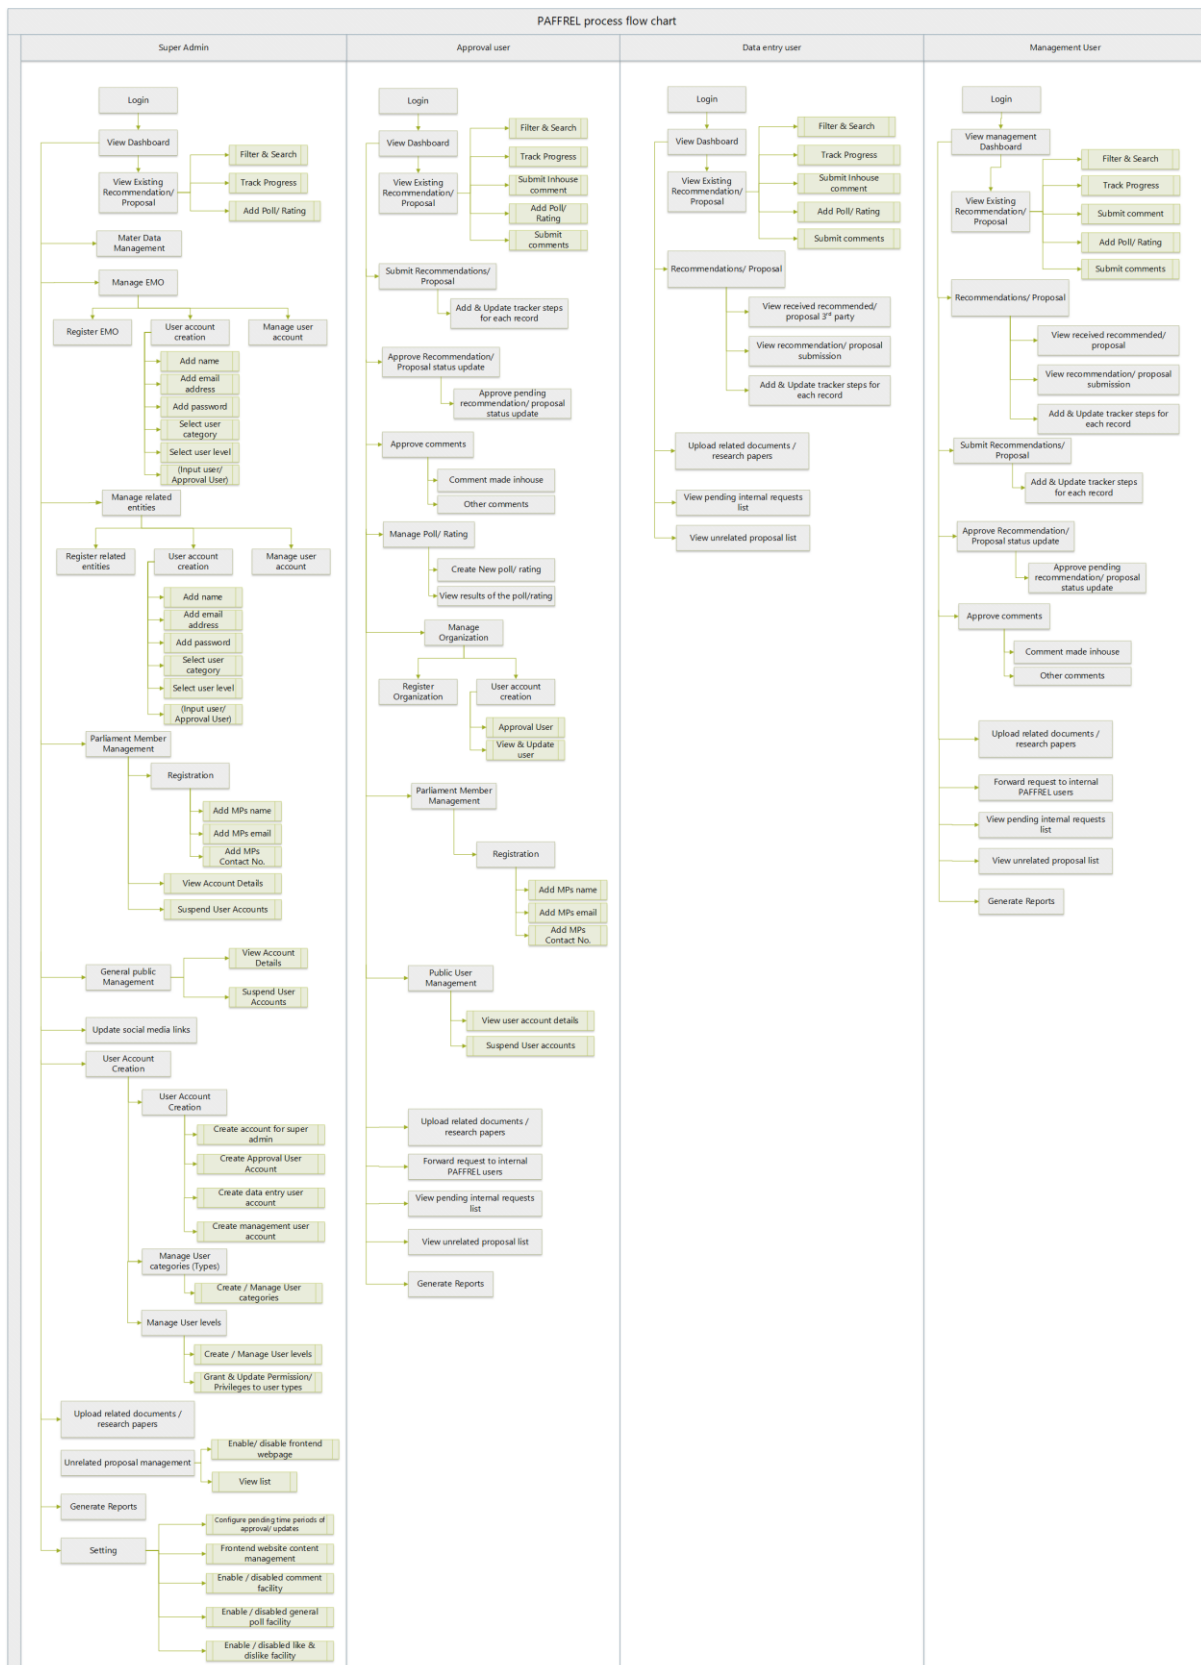 PAFFREL process flow chart
Super Admin
Approval user
Data entry user
Management User
Login
View Dashboard
View Existing
Recommendation/
Proposal
Filter & Search
Track Progress
Add Poll/ Rating
Mater Data
Management
Manage EMO
Register EMO
User account
creation
Manage user
account
Add name
Add email
address
Add password
Select user
category
Select user level
(Input user/
Approval User)
Manage related
entities
Register related
entities
User account
creation
Manage user
account
Add name
Add email
address
Add password
Select user
category
Select user level
(Input user/
Approval User)
Parliament Member
Management
Registration
Add MPs name
Add MPs email
Add MPs
Contact No.
View Account Details
Suspend User Accounts
General public
Management
View Account
Details
Suspend User
Accounts
Update social media links
User Account
Creation
User Account
Creation
Create account for super
admin
Create Approval User
Account
Create data entry user
account
Create management user
account
Manage User
categories (Types)
Create / Manage User
categories
Manage User levels
Create / Manage User levels
Grant & Update Permission/
Privileges to user types
Upload related documents /
research papers
Unrelated proposal management
Enable/ disable frontend
webpage
View list
Generate Reports
Setting
Configure pending time periods of
approval/ updates
Frontend website content
management
Enable / disabled comment
facility
Enable / disabled general
poll facility
Enable / disabled like &
dislike facility
Login
View Dashboard
View Existing
Recommendation/
Proposal
Filter & Search
Track Progress
Submit Inhouse
comment
Add Poll/
Rating
Submit
comments
Submit Recommendations/
Proposal
Add & Update tracker steps
for each record
Approve Recommendation/
Proposal status update
Approve pending
recommendation/ proposal
status update
Approve comments
Comment made inhouse
Other comments
Manage Poll/ Rating
Create New poll/ rating
View results of the poll/rating
Manage
Organization
Register
Organization
User account
creation
Approval User
View & Update
user
Parliament Member
Management
Registration
Add MPs name
Add MPs email
Add MPs
Contact No.
Public User
Management
View user account details
Suspend User accounts
Upload related documents /
research papers
Forward request to internal
PAFFREL users
View pending internal requests
list
View unrelated proposal list
Generate Reports
Login
View Dashboard
View Existing
Recommendation/
Proposal
Filter & Search
Track Progress
Submit Inhouse
comment
Add Poll/ Rating
Submit comments
Recommendations/ Proposal
View received recommended/
proposal 3rd party
View recommendation/ proposal
submission
Add & Update tracker steps for
each record
Upload related documents /
research papers
View pending internal requests
list
View unrelated proposal list
Login
View management
Dashboard
View Existing
Recommendation/
Proposal
Filter & Search
Track Progress
Submit comment
Add Poll/ Rating
Submit comments
Recommendations/ Proposal
View received recommended/
proposal
View recommendation/ proposal
submission
Add & Update tracker steps for
each record
Submit Recommendations/
Proposal
Add & Update tracker steps
for each record
Approve Recommendation/
Proposal status update
Approve pending
recommendation/ proposal
status update
Approve comments
Comment made inhouse
Other comments
Upload related documents /
research papers
Forward request to internal
PAFFREL users
View pending internal requests
list
View unrelated proposal list
Generate Reports